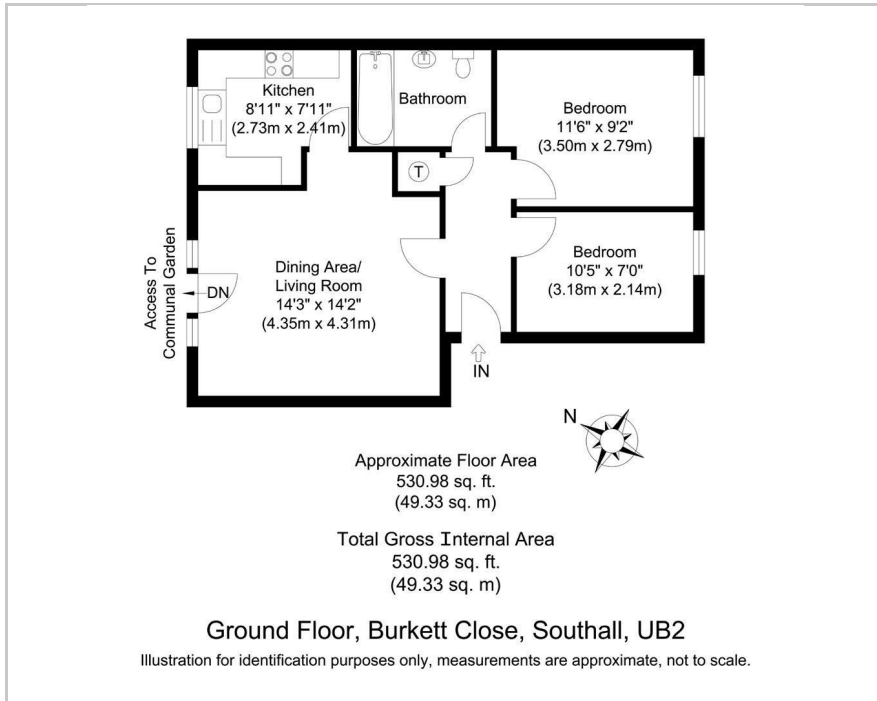 Kitchen
8'11" x 7'11"
(2.73m x 2.41m)
Bathroom
Bedroom
11'6" x 9'2"
(3.50m x 2.79m)
T
Bedroom
10'5" x 7'0"
(3.18m x 2.14m)
Dining Area/
Living Room
14'3" x 14'2"
(4.35m x 4.31m)
DN
Access To
Communal Garden
IN
N
Approximate Floor Area
530.98 sq. ft.
(49.33 sq. m)
Total Gross Internal Area
530.98 sq. ft.
(49.33 sq. m)
Ground Floor, Burkett Close, Southall, UB2
Illustration for identification purposes only, measurements are approximate, not to scale.